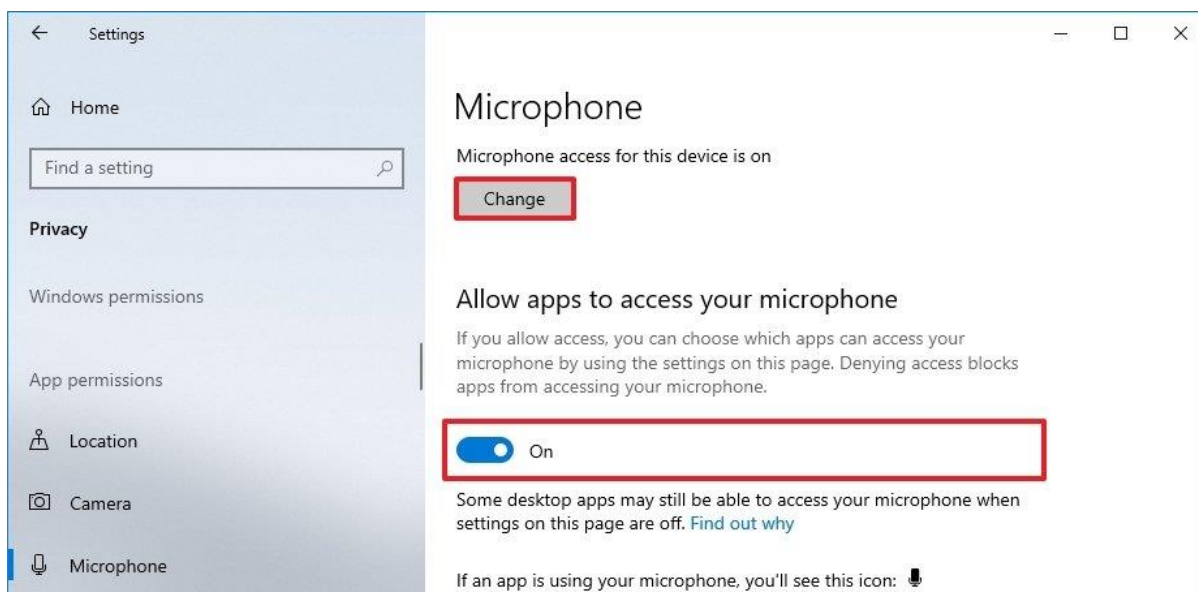 Settings
Home
Find a setting
Privacy
Windows permissions
App permissions
Location
Camera
Microphone
Microphone
Microphone access for this device is on
Change
Allow apps to access your microphone
If you allow access, you can choose which apps can access your
microphone by using the settings on this page. Denying access blocks
apps from accessing your microphone.
On
Some desktop apps may still be able to access your microphone when
settings on this page are off. Find out why
If an app is using your microphone, you'll see this icon: